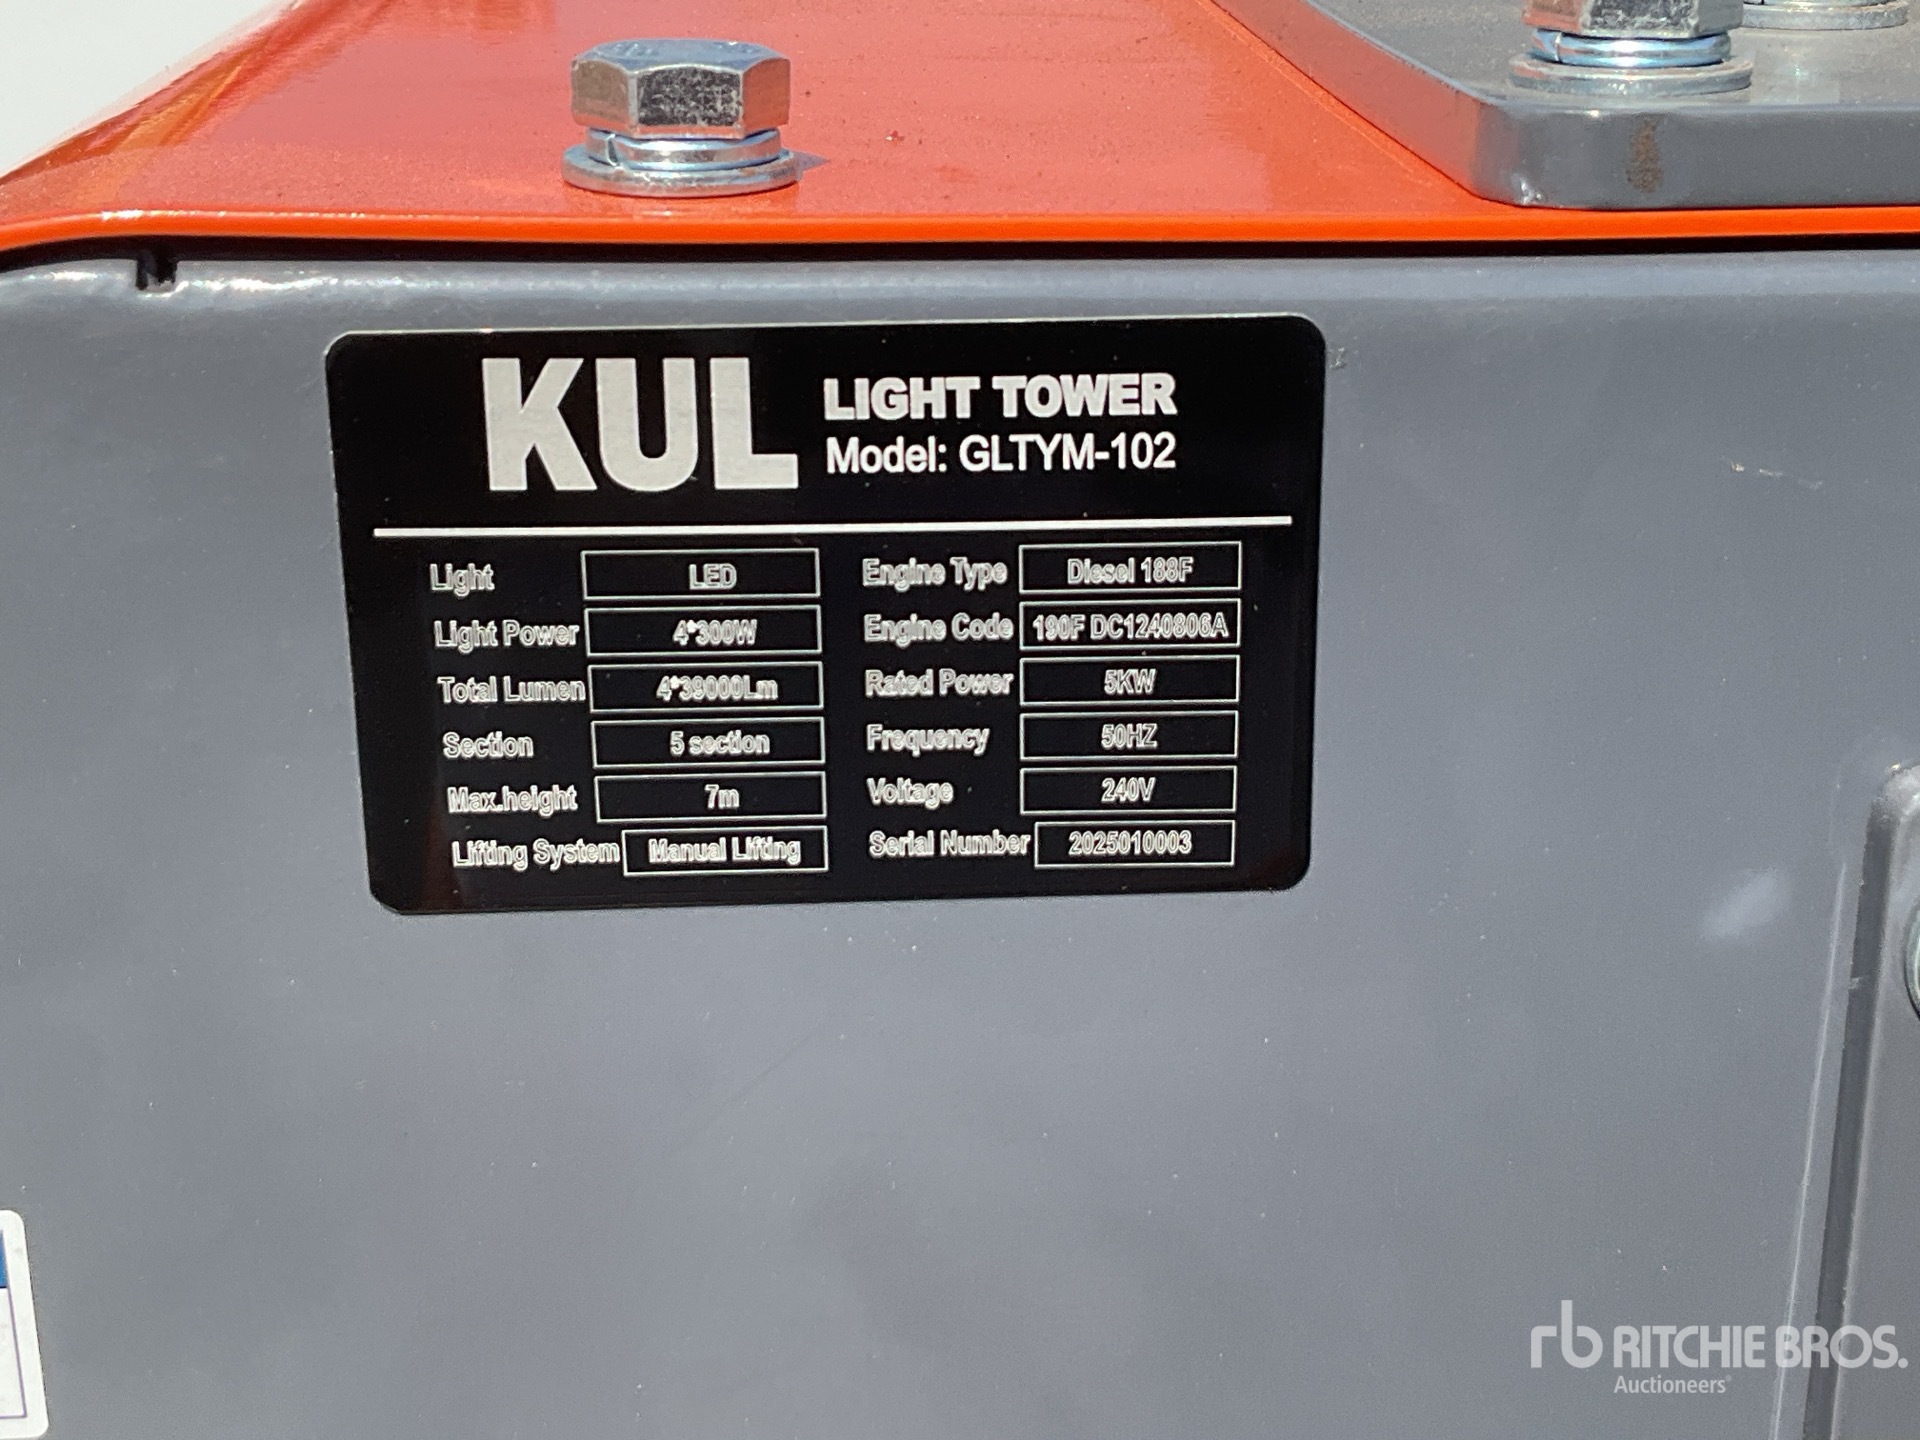 KUL
LIGHT TOWER
Model: GLTYM-102
Light LED
Light Power 4*300W
Total Lumen 4*39000Lm
Section 5 section
Max.height 7m
Lifting System Manual Lifting
Engine Type Diesel 188F
Engine Code 190F DC1240806A
Rated Power 5KW
Frequency 50HZ
Voltage 240V
Serial Number 2025010003
rb RITCHIE BROS.
Auctioneers